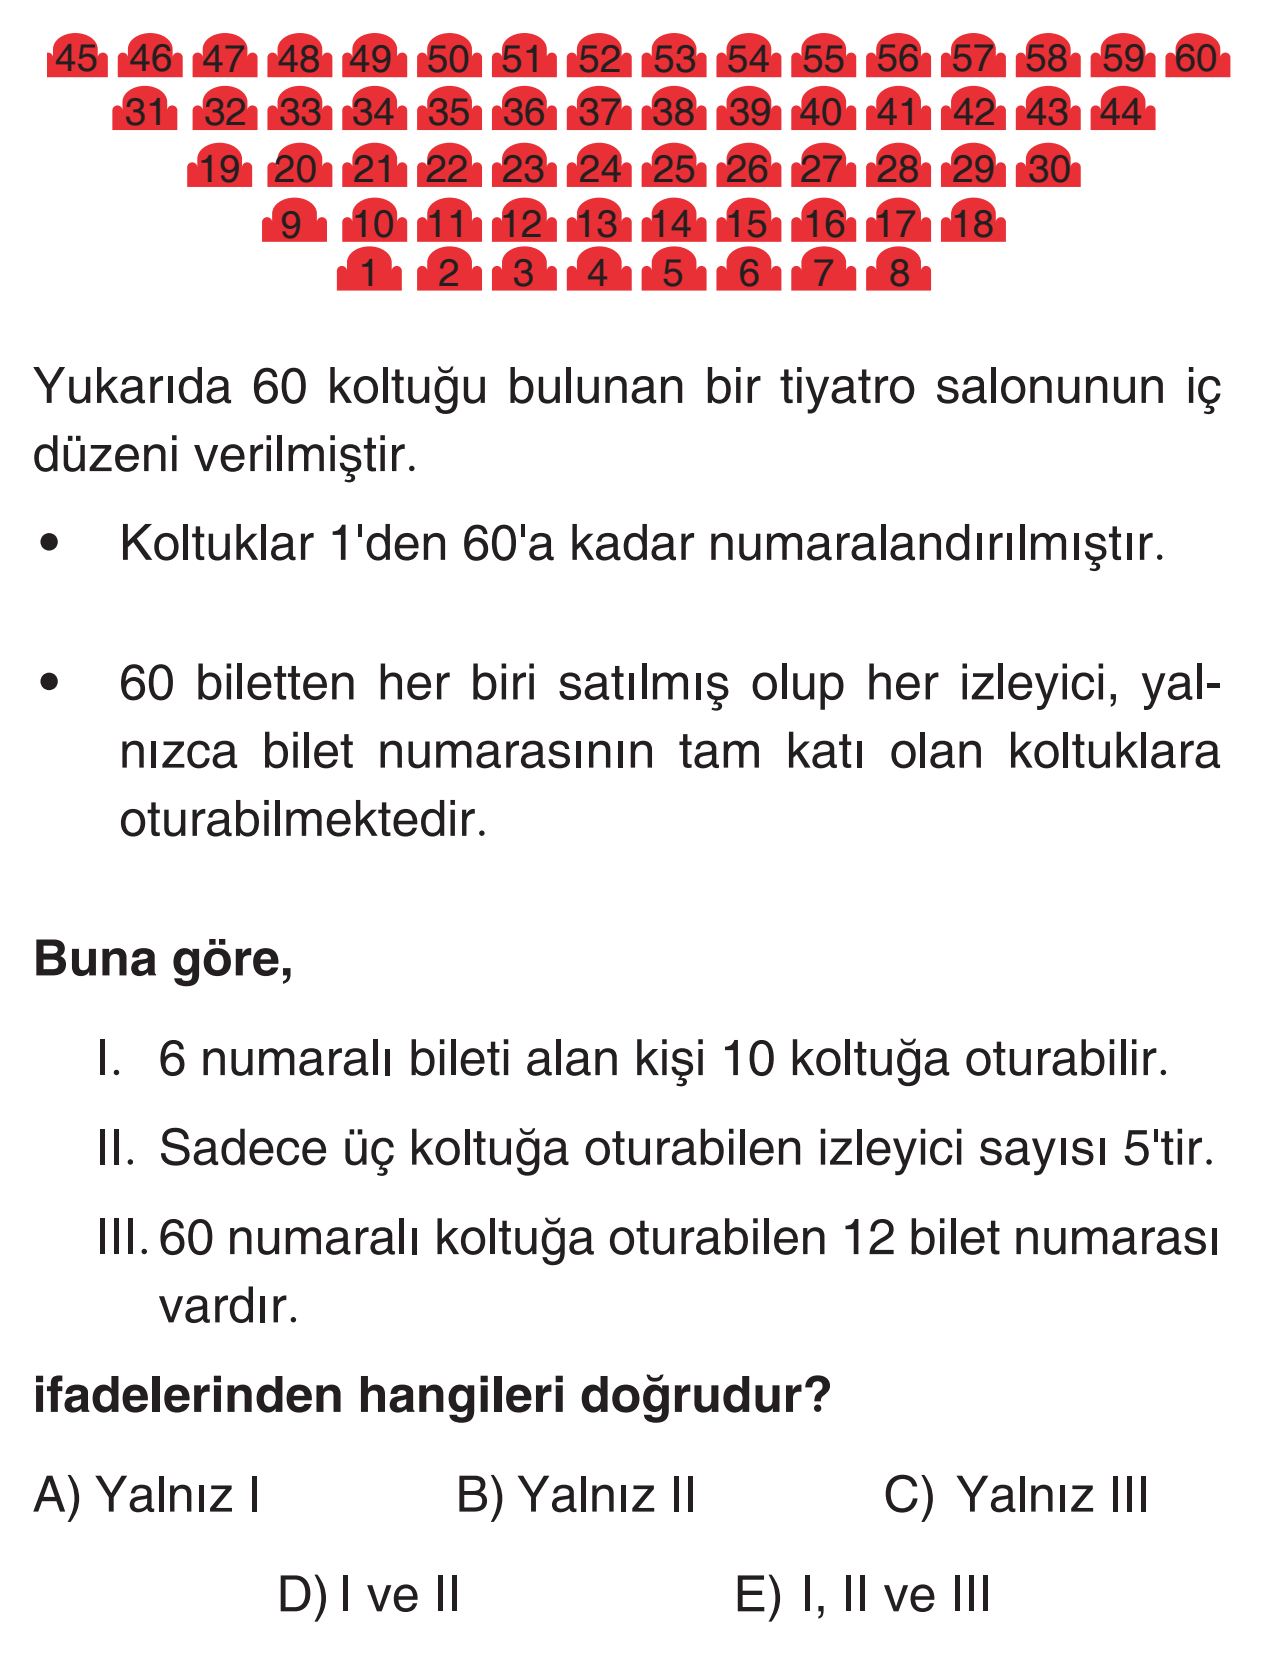 45 46 47 48 49 50 51 52 53 54 55 56 57 58 59 60
31 32 33 34 35 36 37 38 39 40 41 42 43 44
19 20 21 22 23 24 25 26 27 28 29 30
9 10 11 12 13 14 15 16 17 18
1 2 3 4 5 6 7 8
Yukarıda 60 koltuğu bulunan bir tiyatro salonunun iç
düzeni verilmiştir.
• Koltuklar 1'den 60'a kadar numaralandırılmıştır.
• 60 biletten her biri satılmış olup her izleyici, yal-
nızca bilet numarasının tam katı olan koltuklara
oturabilmektedir.
Buna göre,
I. 6 numaralı bileti alan kişi 10 koltuğa oturabilir.
II. Sadece üç koltuğa oturabilen izleyici sayısı 5'tir.
III. 60 numaralı koltuğa oturabilen 12 bilet numarası
vardır.
ifadelerinden hangileri doğrudur?
A) Yalnız I B) Yalnız II C) Yalnız III
D) I ve II E) I, II ve III